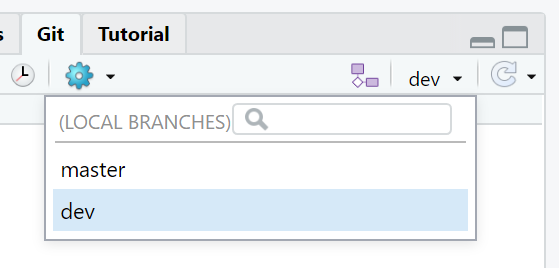 s Git Tutorial
dev
(LOCAL BRANCHES)
master
dev